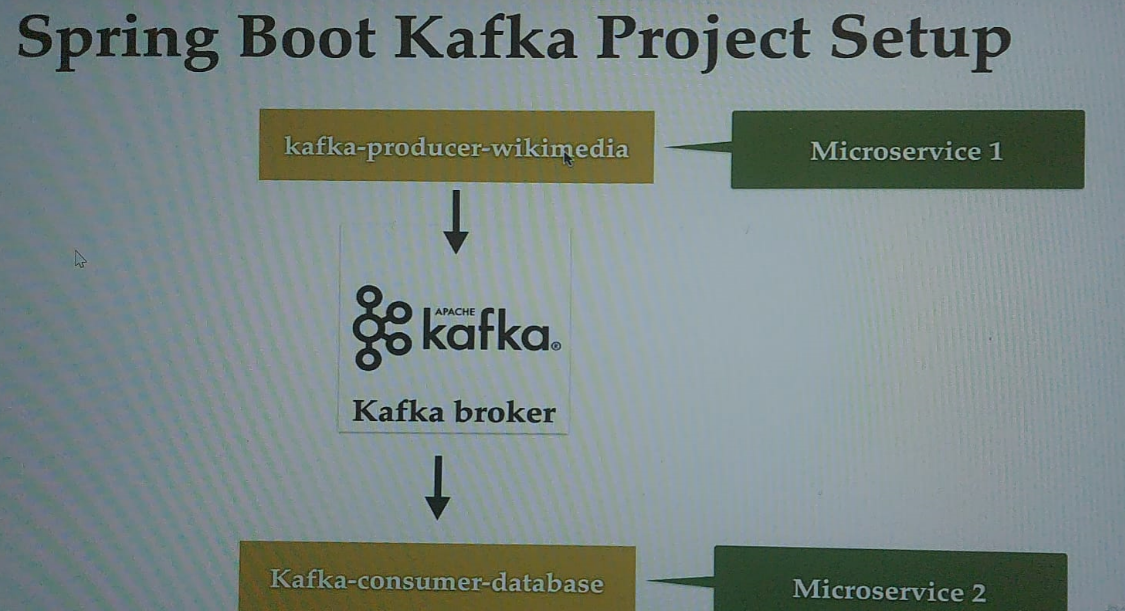 Spring Boot Kafka Project Setup
kafka-producer-wikimedia
Microservice 1
APACHE
kafka®
Kafka broker
Kafka-consumer-database
Microservice 2